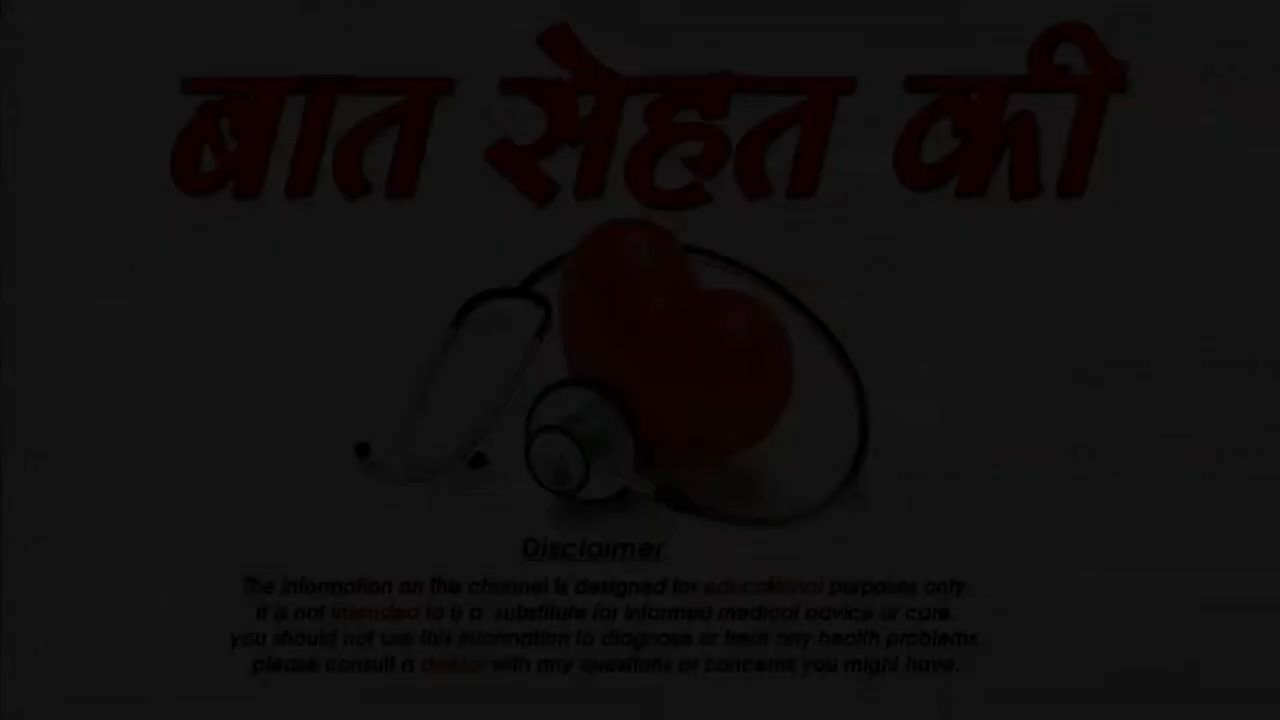 बात सेहत की
Disclaimer
The information on this channel is designed for educational purposes only.
it is not intended to b a substitute for informed medical advice or care.
you should not use this information to diagnose or treat any health problems.
please consult a doctor with any questions or concerns you might have.